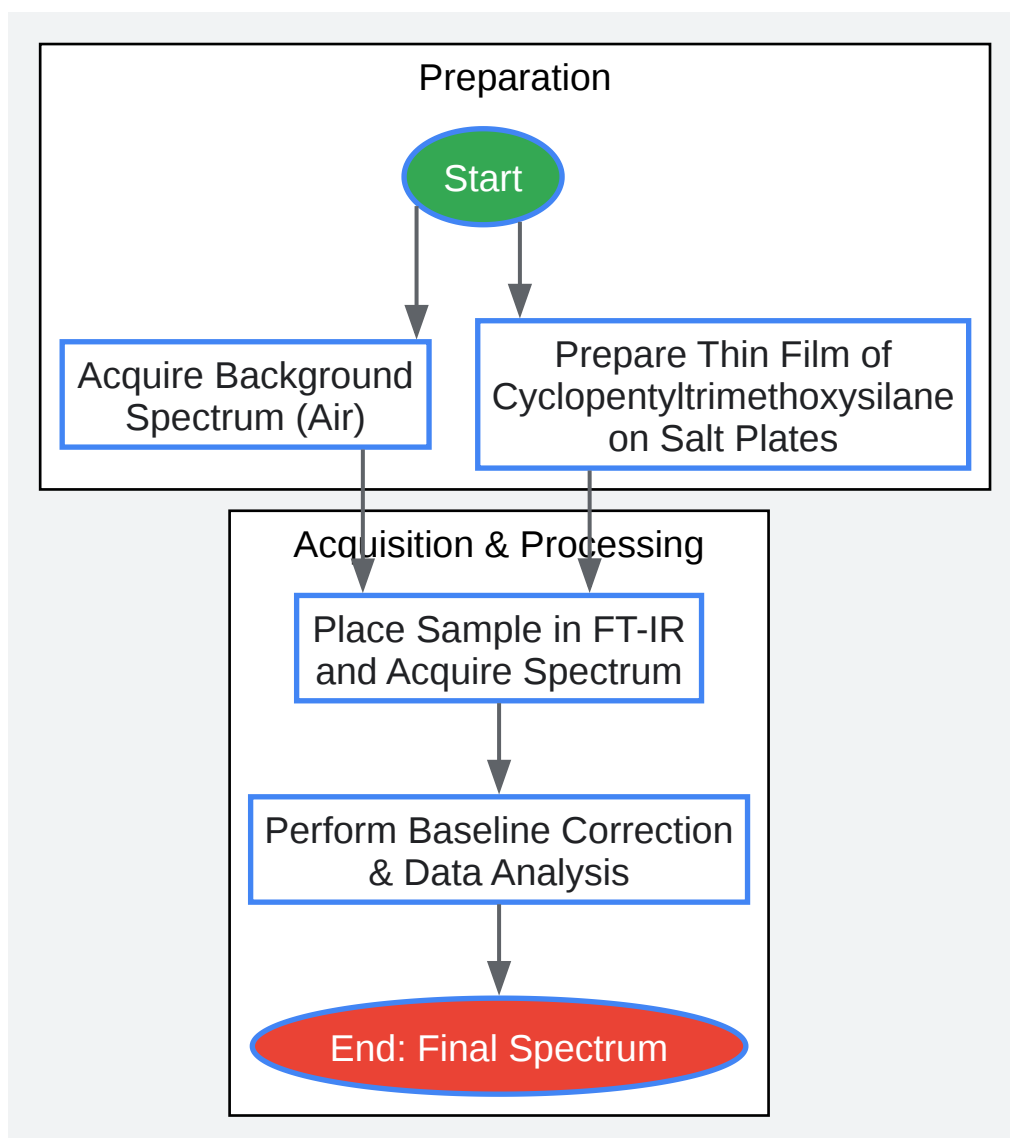 Preparation
Start
Acquire Background
Spectrum (Air)
Prepare Thin Film of
Cyclopentyltrimethoxysilane
on Salt Plates
Acquisition & Processing
Place Sample in FT-IR
and Acquire Spectrum
Perform Baseline Correction
& Data Analysis
End: Final Spectrum